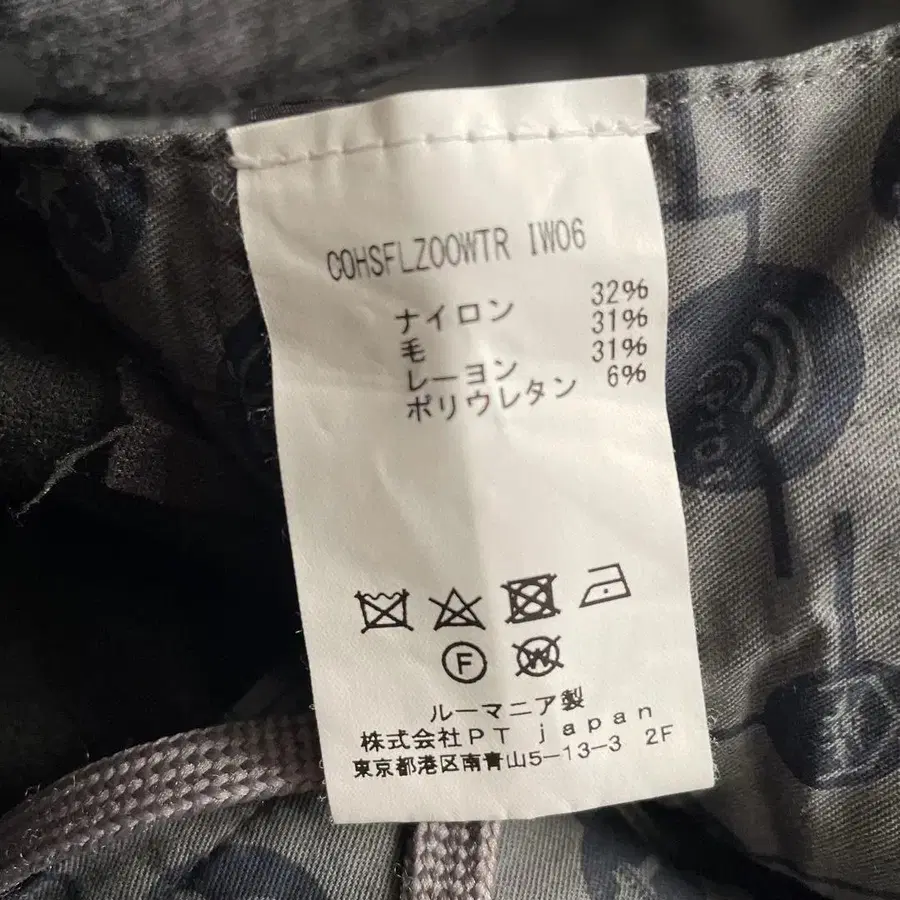 COHSFLZ00WTR IW06
ナイロン 32%
毛 31%
レーヨン 31%
ポリウレタン 6%
F
W
ルーマニア製
株式会社PT japan
東京都港区南青山5-13-3 2F